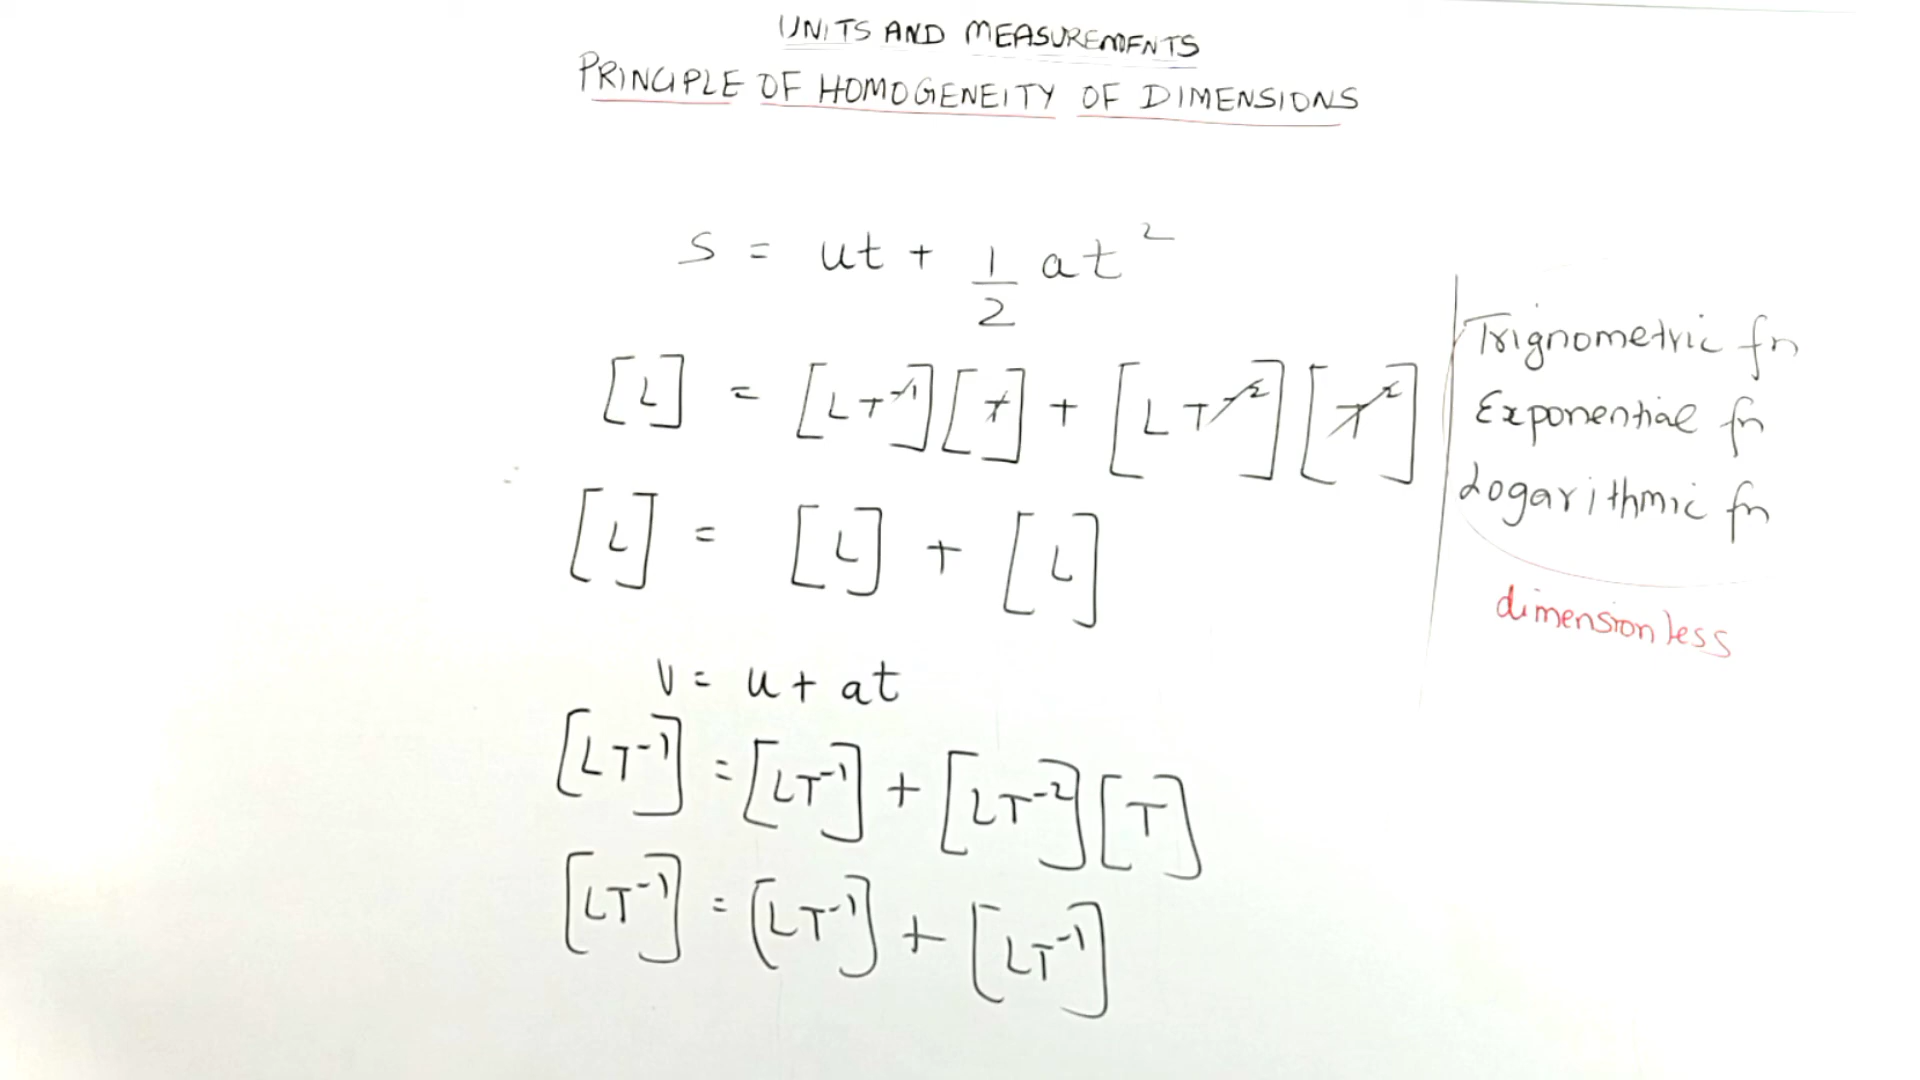 UNITS AND MEASUREMENTS
PRINCIPLE OF HOMOGENEITY OF DIMENSIONS
S = ut + 1/2 at²
[L] = [LT⁻¹][T] + [LT⁻²][T²]
[L] = [L] + [L]
V = u + at
[LT⁻¹] = [LT⁻¹] + [LT⁻²][T]
[LT⁻¹] = [LT⁻¹] + [LT⁻¹]
Trignometric fn
Exponential fn
Logarithmic fn
dimensionless